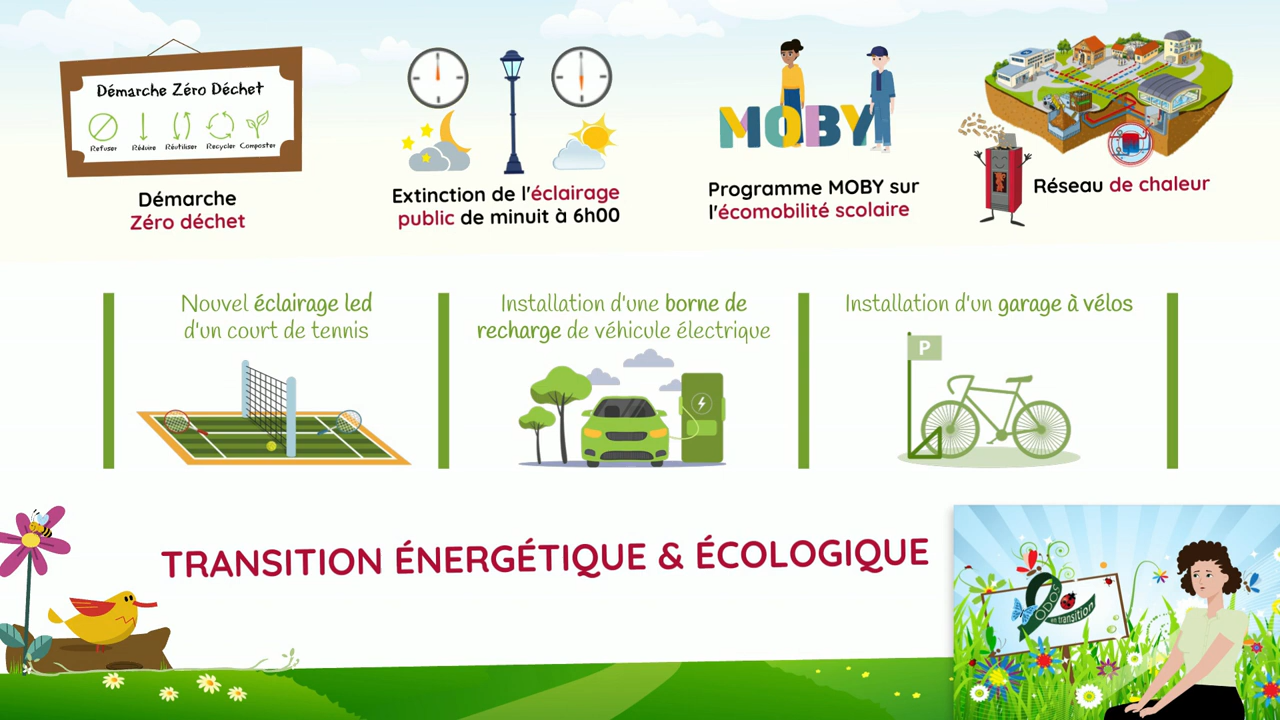 Démarche Zéro Déchet
Refuser Réduire Réutiliser Recycler Composter
Démarche
Zéro déchet
Extinction de l'éclairage
public de minuit à 6h00
MOBY
Programme MOBY sur
l'écomobilité scolaire
Réseau de chaleur
Nouvel éclairage led
d'un court de tennis
Installation d'une borne de
recharge de véhicule électrique
Installation d'un garage à vélos
P
TRANSITION ÉNERGÉTIQUE & ÉCOLOGIQUE
ODOS
en transition